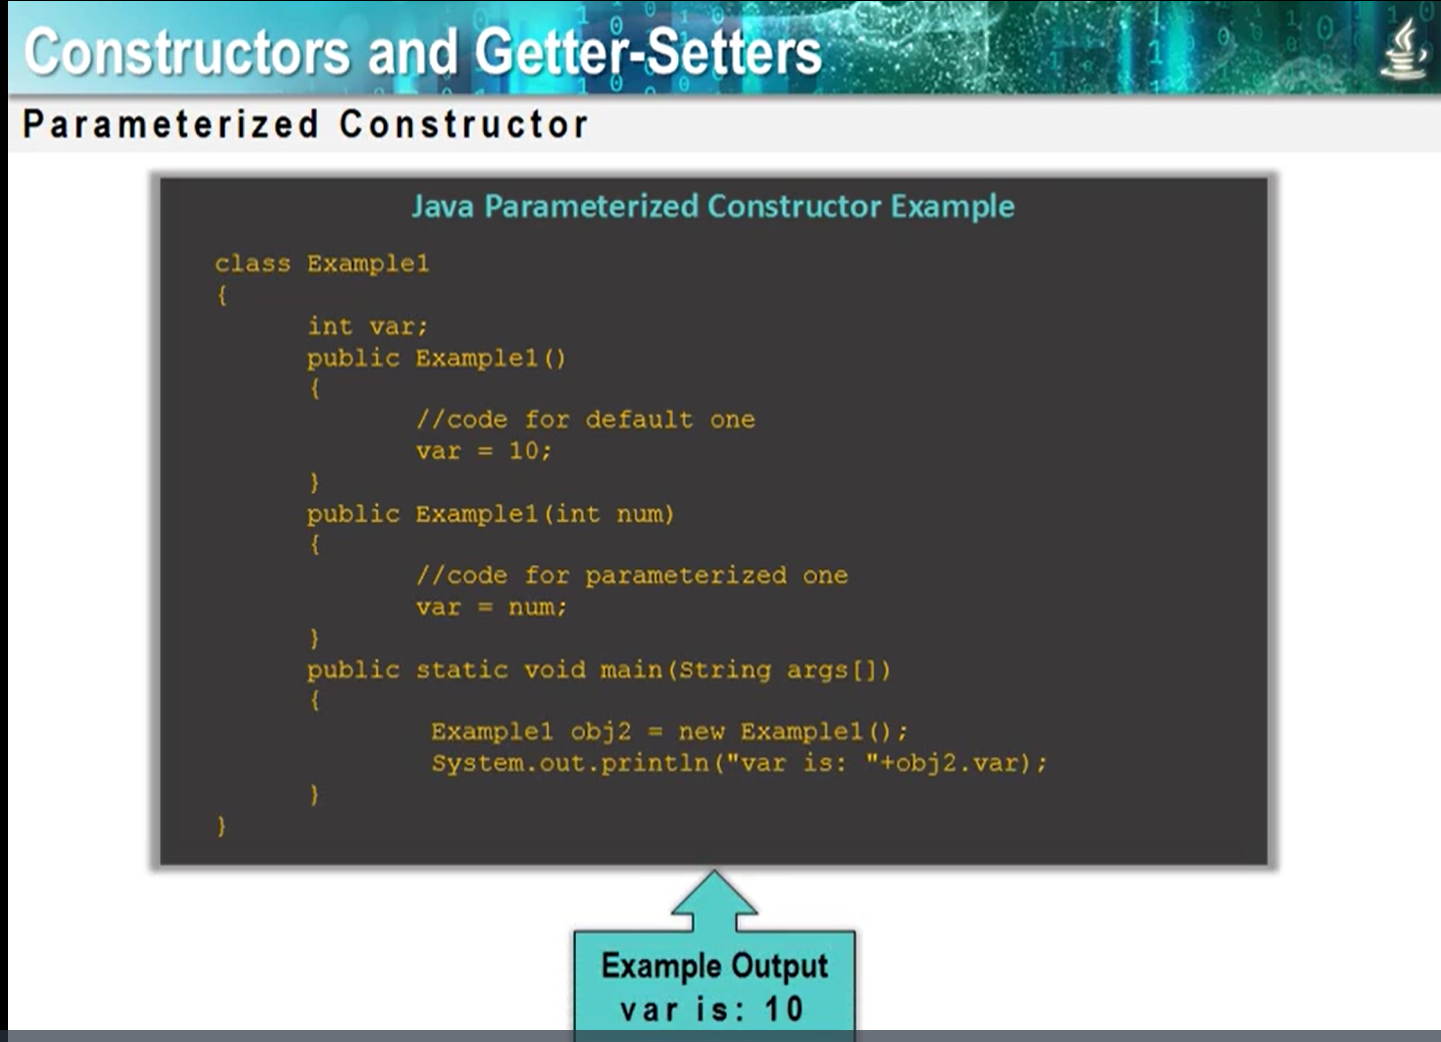 Constructors and Getter-Setters
Parameterized Constructor
Java Parameterized Constructor Example
class Example1
{
int var;
public Example1()
{
//code for default one
var = 10;
}
public Example1(int num)
{
//code for parameterized one
var = num;
}
public static void main(String args[])
{
Example1 obj2 = new Example1();
System.out.println("var is: "+obj2.var);
}
}
Example Output
var is: 10